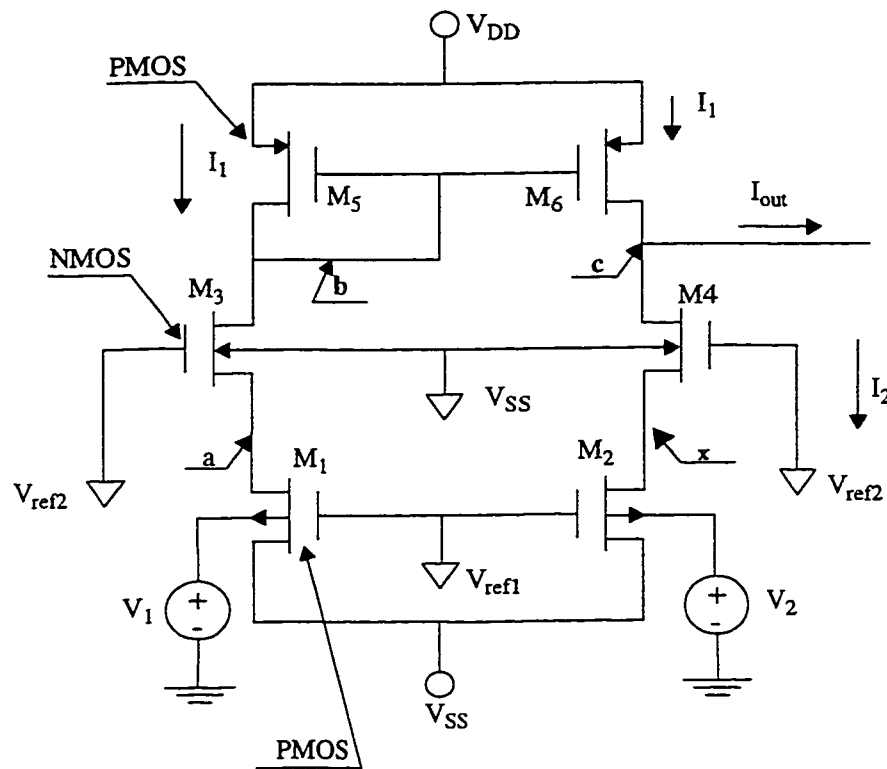 V_DD
PMOS
I_1
I_1
M_5
M_6
I_out
NMOS
b
c
M_3
M4
V_SS
I_2
a
M_1
M_2
x
V_ref2
V_ref2
V_ref1
V_1
+
-
+
-
V_2
V_SS
PMOS